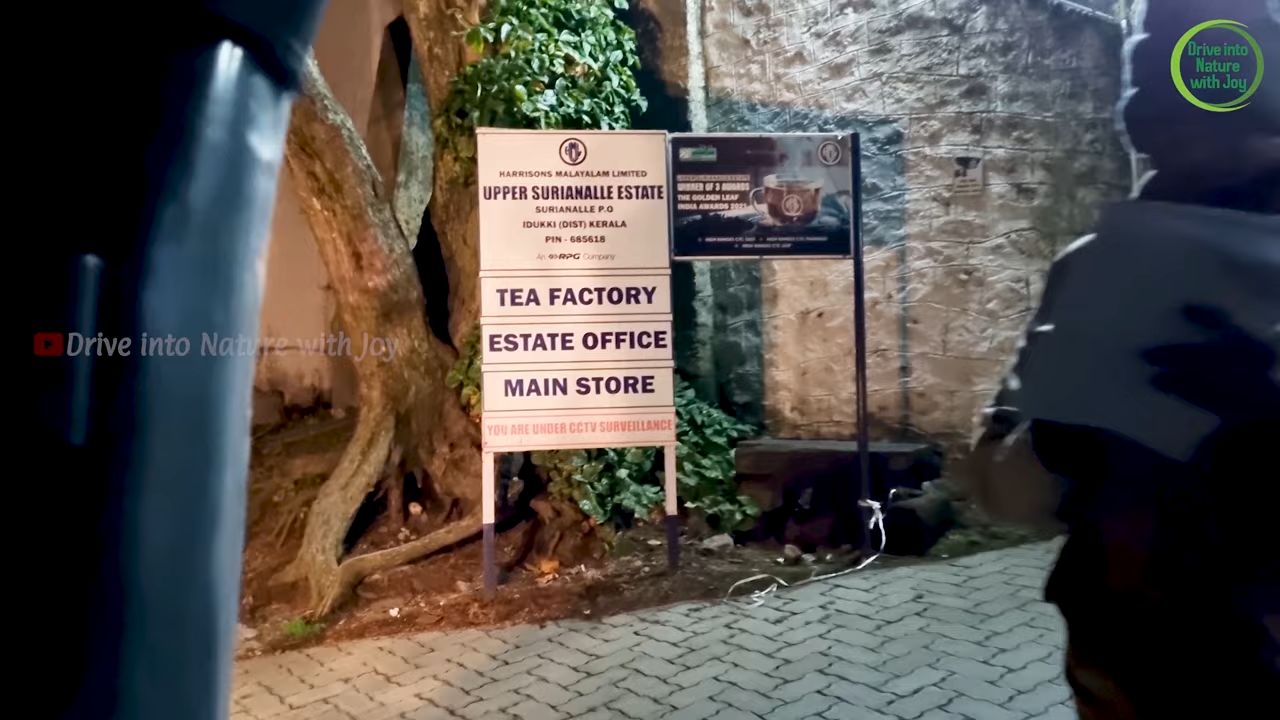 Drive into
Nature
with Joy
HARRISONS MALAYALAM LIMITED
UPPER SURIANALLE ESTATE
SURIANALLE P.O
IDUKKI (DIST) KERALA
PIN - 685618
An RPG Company
TEA FACTORY
ESTATE OFFICE
MAIN STORE
YOU ARE UNDER CCTV SURVEILLANCE
WINNER OF 3 AWARDS
THE GOLDEN LEAF
INDIA AWARDS 2021
Drive into Nature with Joy